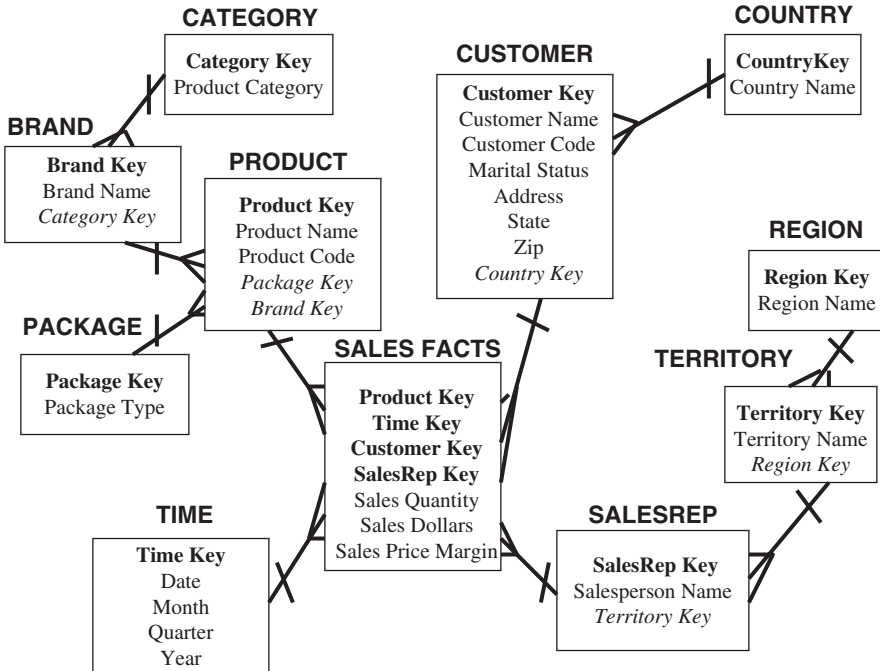 CATEGORY
Category Key
Product Category
BRAND
Brand Key
Brand Name
Category Key
PRODUCT
Product Key
Product Name
Product Code
Package Key
Brand Key
PACKAGE
Package Key
Package Type
CUSTOMER
Customer Key
Customer Name
Customer Code
Marital Status
Address
State
Zip
Country Key
COUNTRY
CountryKey
Country Name
REGION
Region Key
Region Name
TERRITORY
Territory Key
Territory Name
Region Key
SALES FACTS
Product Key
Time Key
Customer Key
SalesRep Key
Sales Quantity
Sales Dollars
Sales Price Margin
TIME
Time Key
Date
Month
Quarter
Year
SALESREP
SalesRep Key
Salesperson Name
Territory Key